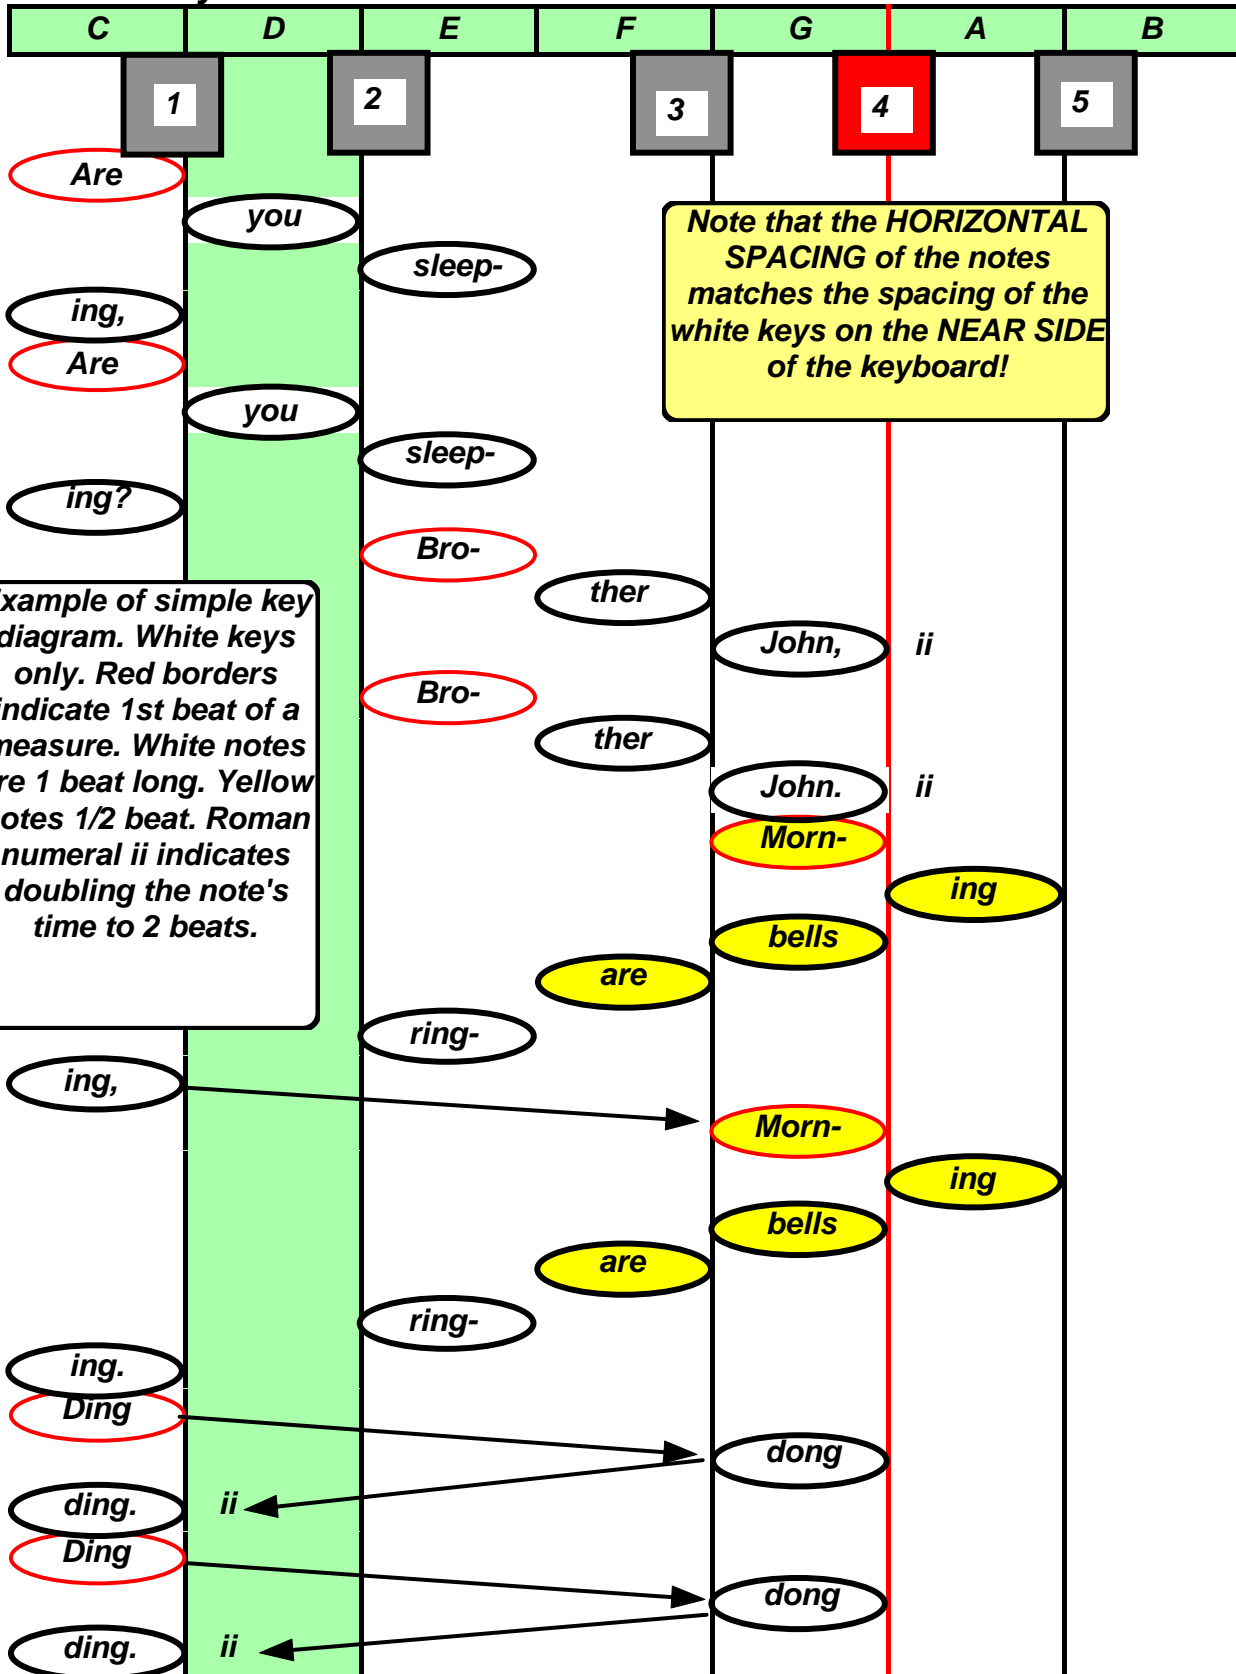 C D E F G A B
1 2 3 4 5
Are
you
sleep-
ing,
Are
you
sleep-
ing?
Note that the HORIZONTAL
SPACING of the notes
matches the spacing of the
white keys on the NEAR SIDE
of the keyboard!
Bro-
ther
John, ii
Bro-
ther
John. ii
xample of simple key
diagram. White keys
only. Red borders
indicate 1st beat of a
measure. White notes
re 1 beat long. Yellow
otes 1/2 beat. Roman
numeral ii indicates
doubling the note's
time to 2 beats.
Morn-
ing
bells
are
ring-
ing,
Morn-
ing
bells
are
ring-
ing.
Ding
dong
ding. ii
Ding
dong
ding. ii